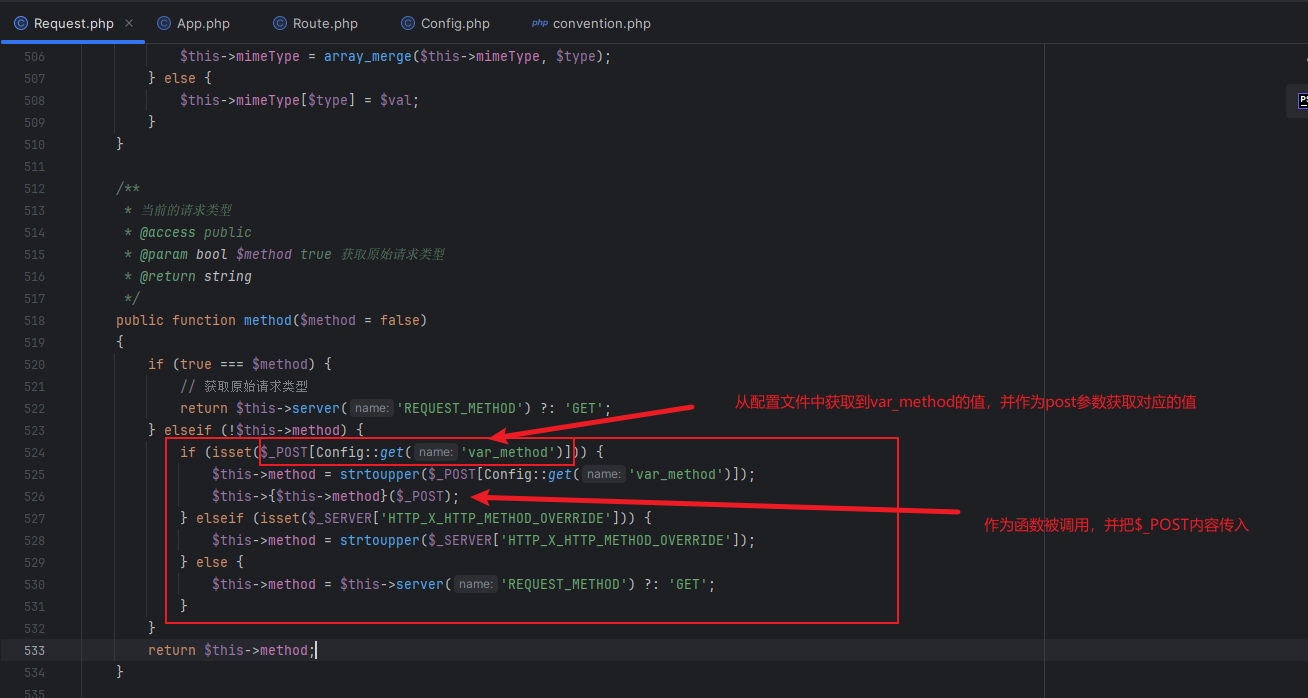 Request.php × App.php Route.php Config.php php convention.php
506 $this->mimeType = array_merge($this->mimeType, $type);
507 } else {
508 $this->mimeType[$type] = $val;
509 }
510 }
511
512 /**
513 * 当前的请求类型
514 * @access public
515 * @param bool $method true 获取原始请求类型
516 * @return string
517 */
518 public function method($method = false)
519 {
520 if (true === $method) {
521 // 获取原始请求类型
522 return $this->server( name: 'REQUEST_METHOD') ?: 'GET';
从配置文件中获取到var_method的值，并作为post参数获取对应的值
523 } elseif (!$this->method) {
524 if (isset($_POST[Config::get( name: 'var_method')])) {
525 $this->method = strtoupper($_POST[Config::get( name: 'var_method')]);
526 $this->{$this->method}($_POST);
作为函数被调用，并把$_POST内容传入
527 } elseif (isset($_SERVER['HTTP_X_HTTP_METHOD_OVERRIDE'])) {
528 $this->method = strtoupper($_SERVER['HTTP_X_HTTP_METHOD_OVERRIDE']);
529 } else {
530 $this->method = $this->server( name: 'REQUEST_METHOD') ?: 'GET';
531 }
532 }
533 return $this->method;
534 }
535